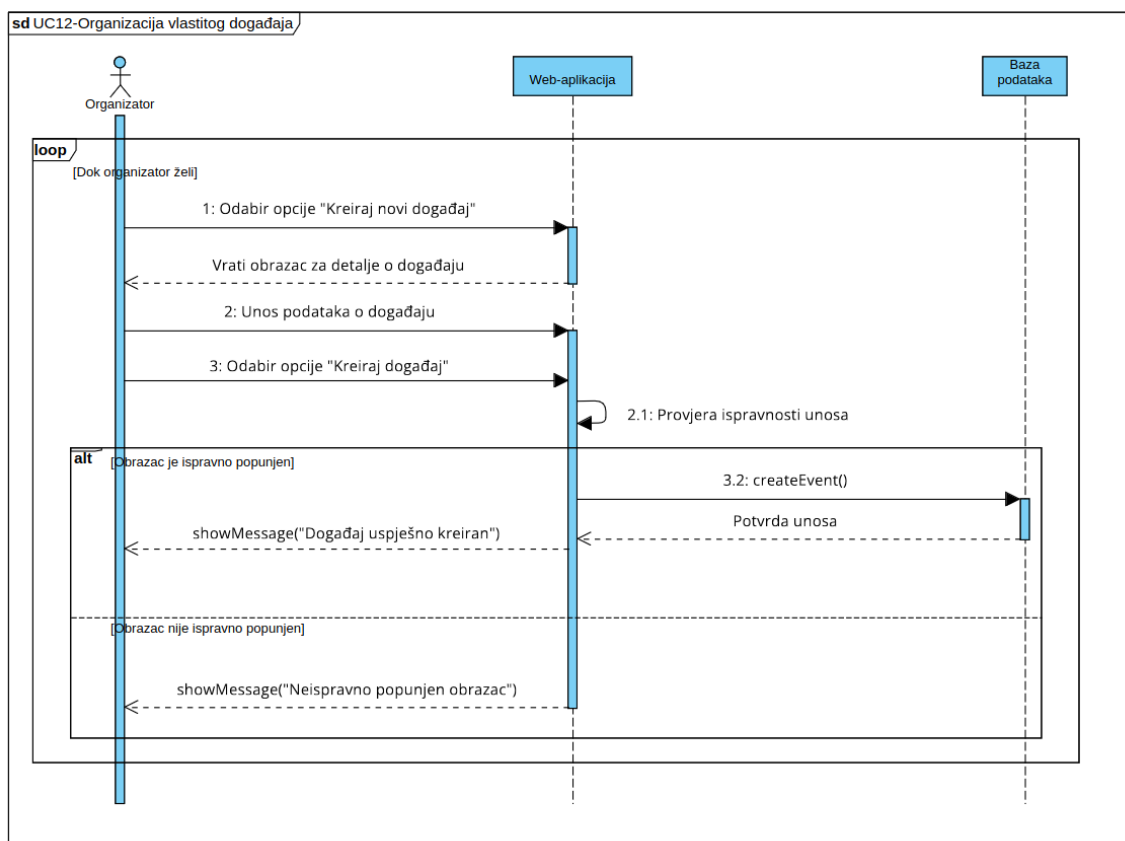 sd UC12-Organizacija vlastitog događaja
Organizator
Web-aplikacija
Baza
podataka
loop
[Dok organizator želi]
1: Odabir opcije "Kreiraj novi događaj"
Vrati obrazac za detalje o događaju
2: Unos podataka o događaju
3: Odabir opcije "Kreiraj događaj"
2.1: Provjera ispravnosti unosa
alt
[Obrazac je ispravno popunjen]
3.2: createEvent()
Potvrda unosa
showMessage("Događaj uspješno kreiran")
[Obrazac nije ispravno popunjen]
showMessage("Neispravno popunjen obrazac")